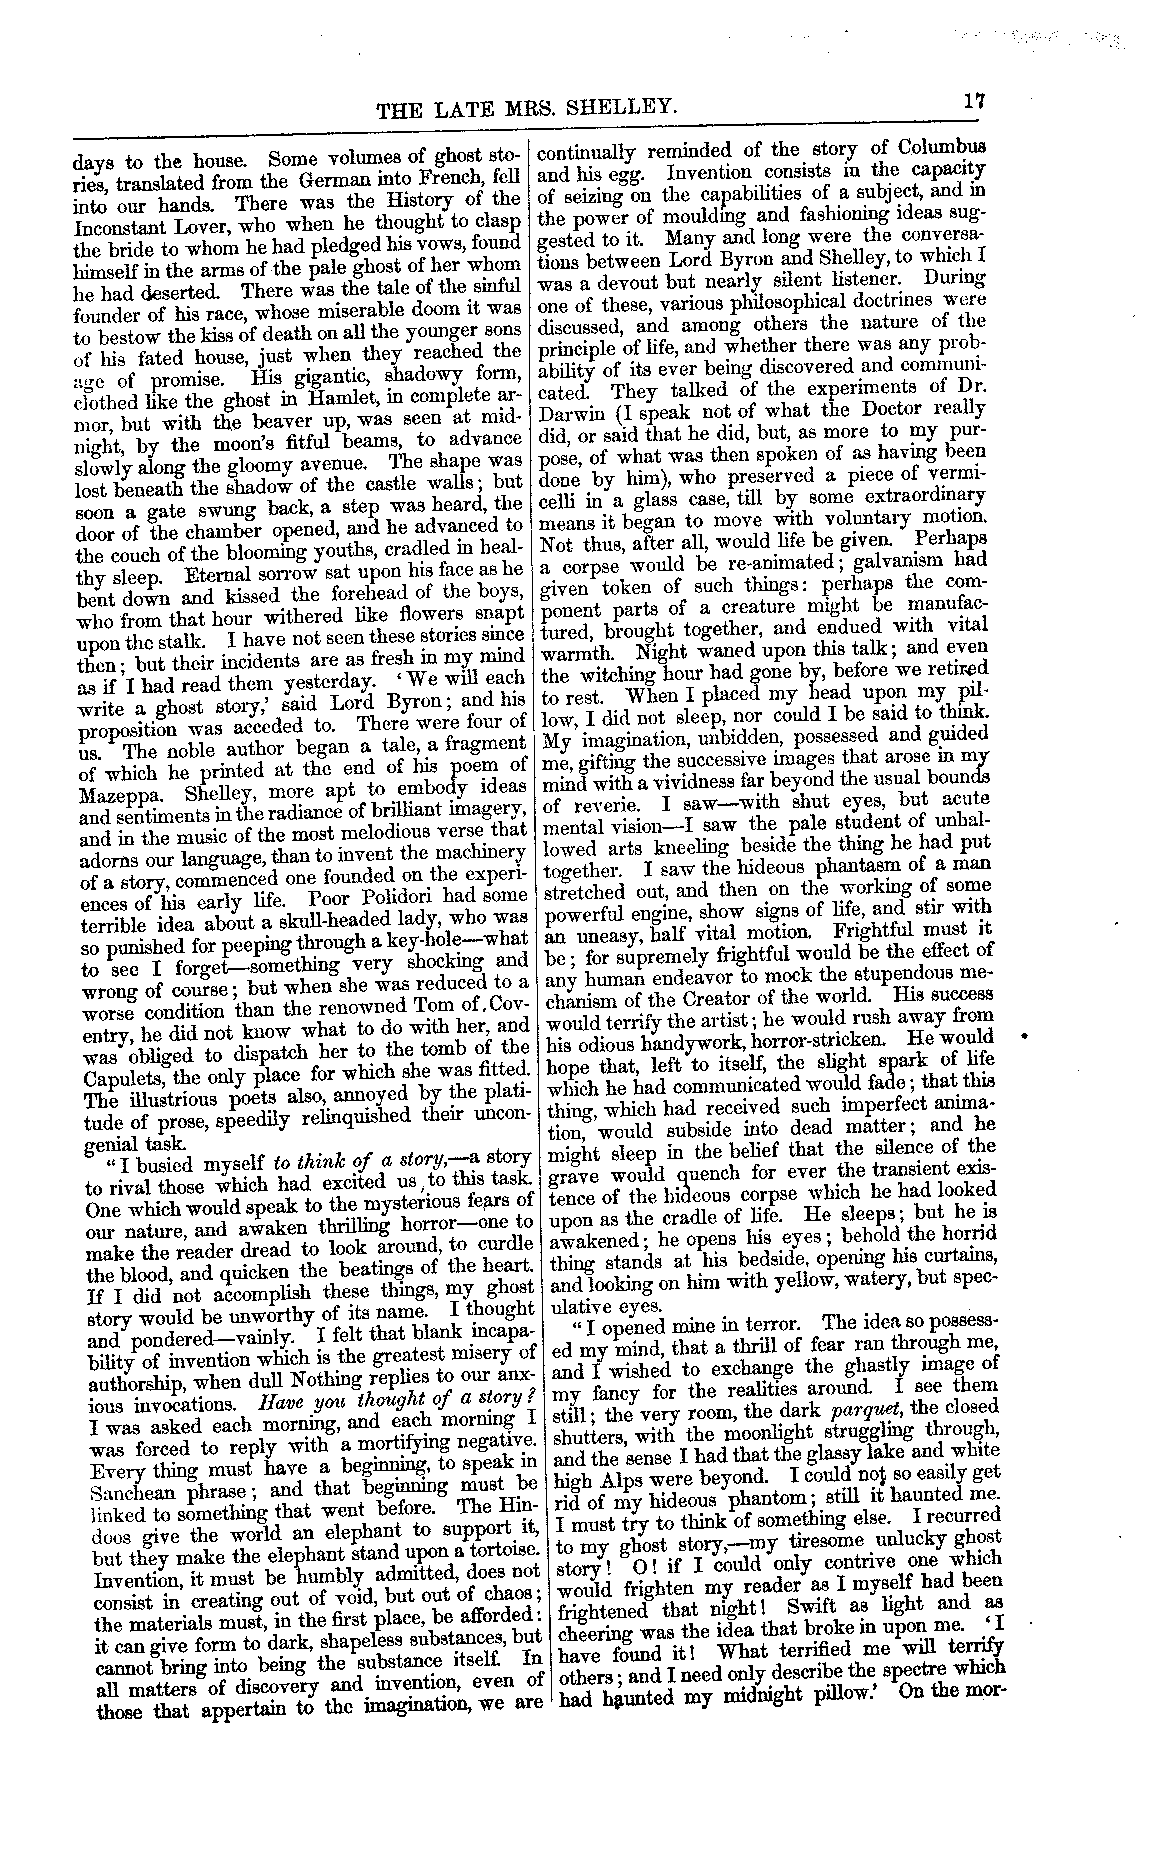 THE LATE MRS. SHELLEY.
17
days to the house. Some volumes of ghost sto-
ries, translated from the German into French, fell
into our hands. There was the History of the
Inconstant Lover, who when he thought to clasp
the bride to whom he had pledged his vows, found
himself in the arms of the pale ghost of her whom
he had deserted. There was the tale of the sinful
founder of his race, whose miserable doom it was
to bestow the kiss of death on all the younger sons
of his fated house, just when they reached the
age of promise. His gigantic, shadowy form,
clothed like the ghost in Hamlet, in complete ar-
mor, but with the beaver up, was seen at mid-
night, by the moon's fitful beams, to advance
slowly along the gloomy avenue. The shape was
lost beneath the shadow of the castle walls; but
soon a gate swung back, a step was heard, the
door of the chamber opened, and he advanced to
the couch of the blooming youths, cradled in heal-
thy sleep. Eternal sorrow sat upon his face as he
bent down and kissed the forehead of the boys,
who from that hour withered like flowers snapt
upon the stalk. I have not seen these stories since
then; but their incidents are as fresh in my mind
as if I had read them yesterday. 'We will each
write a ghost story,' said Lord Byron; and his
proposition was acceded to. There were four of
us. The noble author began a tale, a fragment
of which he printed at the end of his poem of
Mazeppa. Shelley, more apt to embody ideas
and sentiments in the radiance of brilliant imagery,
and in the music of the most melodious verse that
adorns our language, than to invent the machinery
of a story, commenced one founded on the experi-
ences of his early life. Poor Polidori had some
terrible idea about a skull-headed lady, who was
so punished for peeping through a key-hole—what
to see I forget—something very shocking and
wrong of course; but when she was reduced to a
worse condition than the renowned Tom of Cov-
entry, he did not know what to do with her, and
was obliged to dispatch her to the tomb of the
Capulets, the only place for which she was fitted.
The illustrious poets also, annoyed by the plati-
tude of prose, speedily relinquished their uncon-
genial task.
"I busied myself to think of a story,—a story
to rival those which had excited us to this task.
One which would speak to the mysterious fears of
our nature, and awaken thrilling horror—one to
make the reader dread to look around, to curdle
the blood, and quicken the beatings of the heart.
If I did not accomplish these things, my ghost
story would be unworthy of its name. I thought
and pondered—vainly. I felt that blank incapa-
bility of invention which is the greatest misery of
authorship, when dull Nothing replies to our anx-
ious invocations. Have you thought of a story?
I was asked each morning, and each morning I
was forced to reply with a mortifying negative.
Every thing must have a beginning, to speak in
Sanchean phrase; and that beginning must be
linked to something that went before. The Hin-
doos give the world an elephant to support it,
but they make the elephant stand upon a tortoise.
Invention, it must be humbly admitted, does not
consist in creating out of void, but out of chaos;
the materials must, in the first place, be afforded:
it can give form to dark, shapeless substances, but
cannot bring into being the substance itself. In
all matters of discovery and invention, even of
those that appertain to the imagination, we are
continually reminded of the story of Columbus
and his egg. Invention consists in the capacity
of seizing on the capabilities of a subject, and in
the power of moulding and fashioning ideas sug-
gested to it. Many and long were the conversa-
tions between Lord Byron and Shelley, to which I
was a devout but nearly silent listener. During
one of these, various philosophical doctrines were
discussed, and among others the nature of the
principle of life, and whether there was any prob-
ability of its ever being discovered and communi-
cated. They talked of the experiments of Dr.
Darwin (I speak not of what the Doctor really
did, or said that he did, but, as more to my pur-
pose, of what was then spoken of as having been
done by him), who preserved a piece of vermi-
celli in a glass case, till by some extraordinary
means it began to move with voluntary motion.
Not thus, after all, would life be given. Perhaps
a corpse would be re-animated; galvanism had
given token of such things: perhaps the com-
ponent parts of a creature might be manufac-
tured, brought together, and endued with vital
warmth. Night waned upon this talk; and even
the witching hour had gone by, before we retired
to rest. When I placed my head upon my pil-
low, I did not sleep, nor could I be said to think.
My imagination, unbidden, possessed and guided
me, gifting the successive images that arose in my
mind with a vividness far beyond the usual bounds
of reverie. I saw—with shut eyes, but acute
mental vision—I saw the pale student of unhal-
lowed arts kneeling beside the thing he had put
together. I saw the hideous phantasm of a man
stretched out, and then on the working of some
powerful engine, show signs of life, and stir with
an uneasy, half vital motion. Frightful must it
be; for supremely frightful would be the effect of
any human endeavor to mock the stupendous me-
chanism of the Creator of the world. His success
would terrify the artist; he would rush away from
his odious handywork, horror-stricken. He would
hope that, left to itself, the slight spark of life
which he had communicated would fade; that this
thing, which had received such imperfect anima-
tion, would subside into dead matter; and he
might sleep in the belief that the silence of the
grave would quench for ever the transient exis-
tence of the hideous corpse which he had looked
upon as the cradle of life. He sleeps; but he is
awakened; he opens his eyes; behold the horrid
thing stands at his bedside, opening his curtains,
and looking on him with yellow, watery, but spec-
ulative eyes.
"I opened mine in terror. The idea so possess-
ed my mind, that a thrill of fear ran through me,
and I wished to exchange the ghastly image of
my fancy for the realities around. I see them
still; the very room, the dark parquet, the closed
shutters, with the moonlight struggling through,
and the sense I had that the glassy lake and white
high Alps were beyond. I could not so easily get
rid of my hideous phantom; still it haunted me.
I must try to think of something else. I recurred
to my ghost story,—my tiresome unlucky ghost
story! O! if I could only contrive one which
would frighten my reader as I myself had been
frightened that night! Swift as light and as
cheering was the idea that broke in upon me. 'I
have found it! What terrified me will terrify
others; and I need only describe the spectre which
had haunted my midnight pillow.' On the mor-